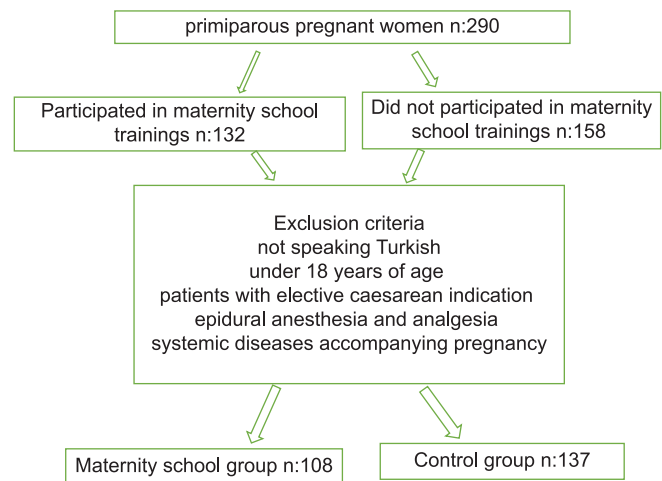 primiparous pregnant women n:290
Participated in maternity school
trainings n:132
Did not participated in maternity
school trainings n:158
Exclusion criteria
not speaking Turkish
under 18 years of age
patients with elective caesarean indication
epidural anesthesia and analgesia
systemic diseases accompanying pregnancy
Maternity school group n:108
Control group n:137